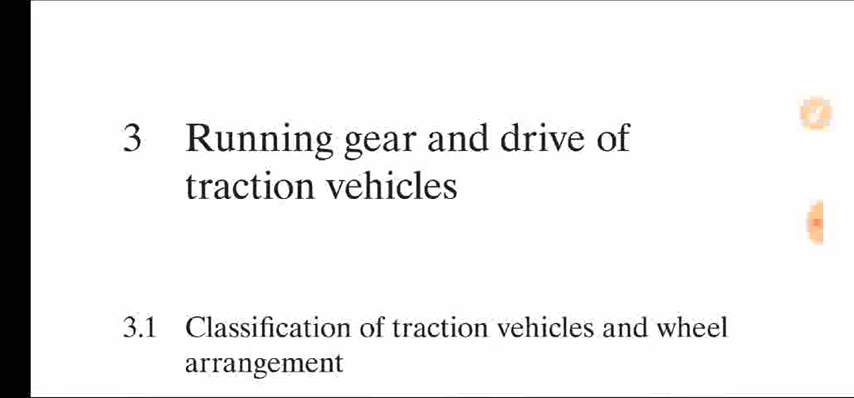 3 Running gear and drive of
traction vehicles
3.1 Classification of traction vehicles and wheel
arrangement